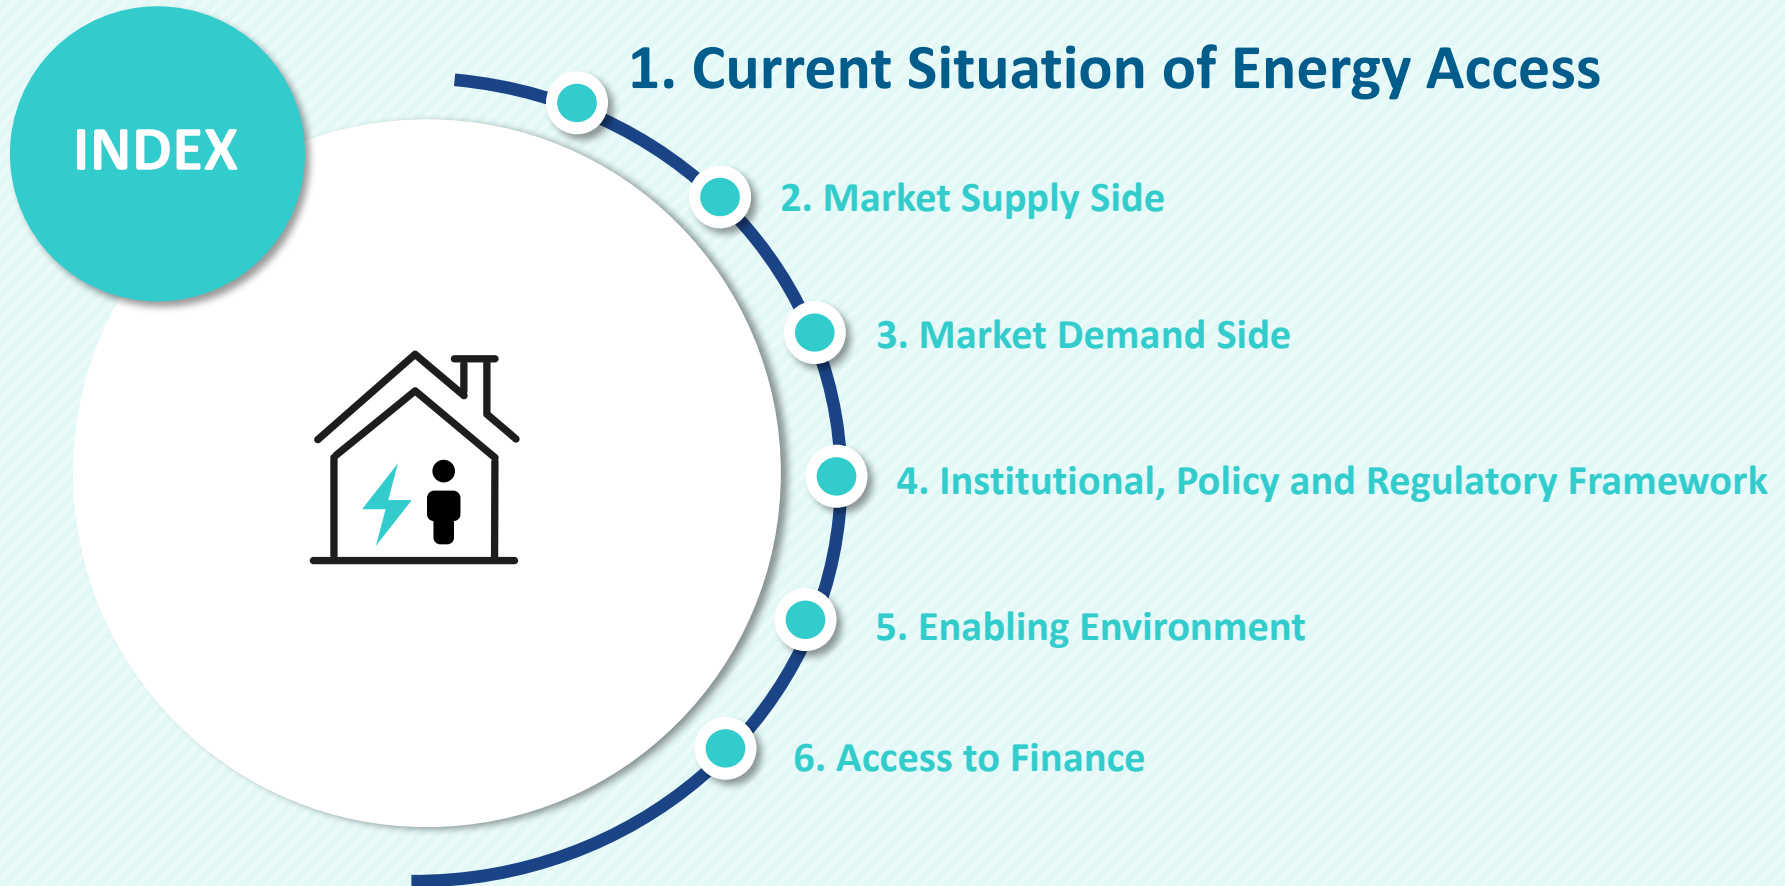 INDEX
1. Current Situation of Energy Access
2. Market Supply Side
3. Market Demand Side
4. Institutional, Policy and Regulatory Framework
5. Enabling Environment
6. Access to Finance